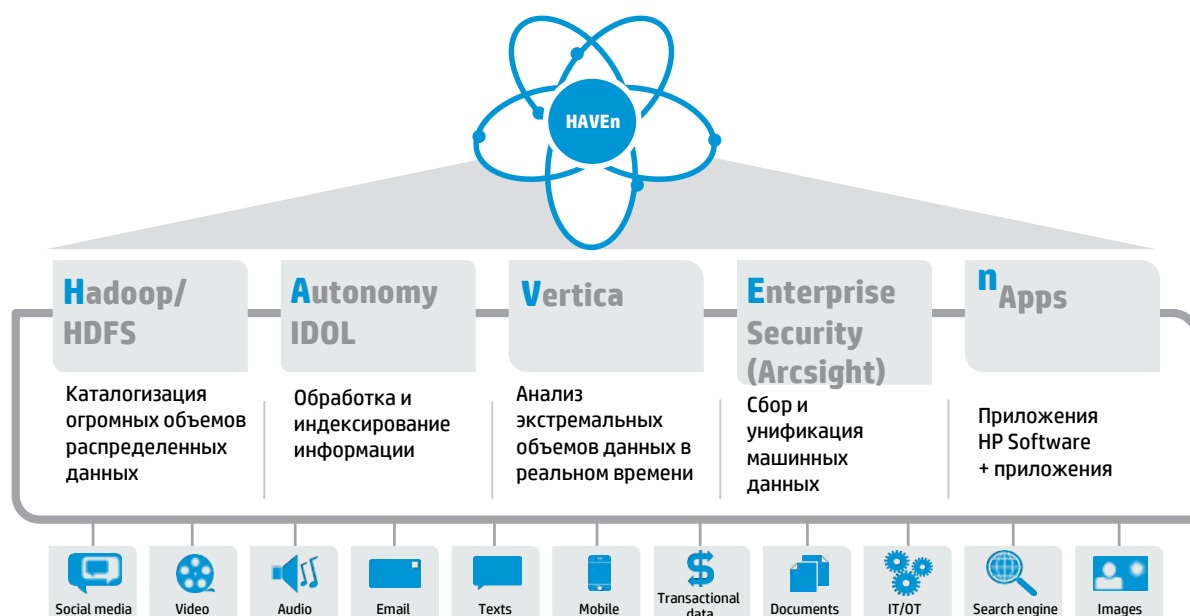 HAVEn
Hadoop/
HDFS
Каталогизация
огромных объемов
распределенных
данных
Autonomy
IDOL
Обработка и
индексирование
информации
Vertica
Анализ
экстремальных
объемов данных в
реальном времени
Enterprise
Security
(Arcsight)
Сбор и
унификация
машинных
данных
n Apps
Приложения
HP Software
+ приложения
Social media
Video
Audio
Email
Texts
Mobile
Transactional
data
Documents
IT/OT
Search engine
Images